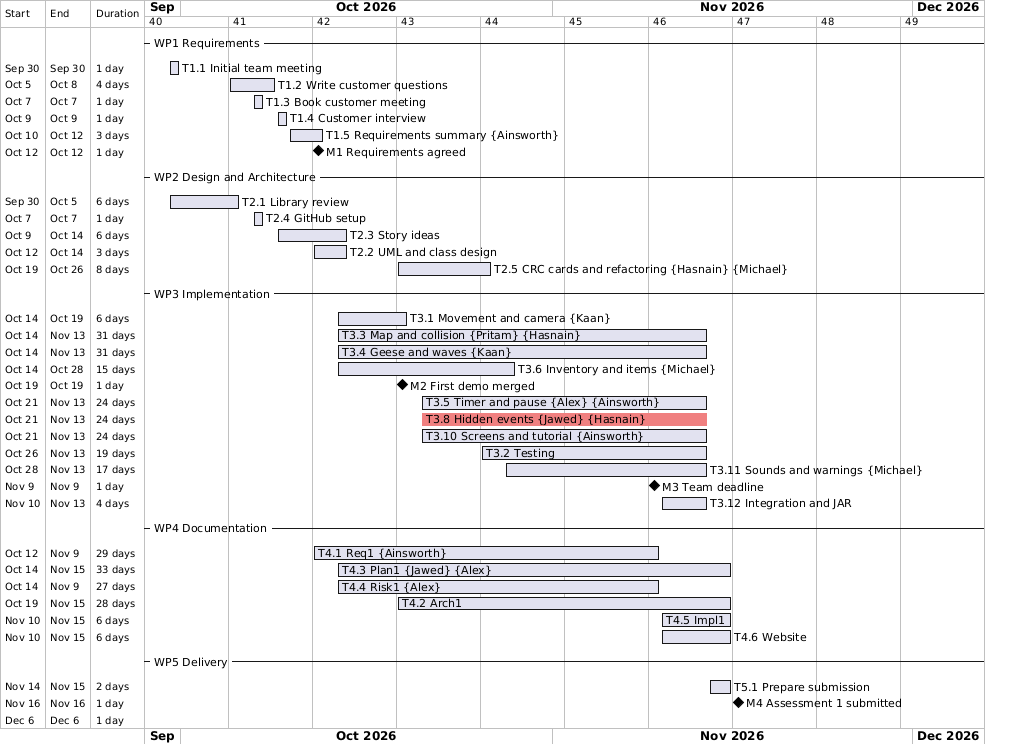 Start End Duration Sep Oct 2026 Nov 2026 Dec 2026
40 41 42 43 44 45 46 47 48 49
WP1 Requirements
Sep 30 Sep 30 1 day T1.1 Initial team meeting
Oct 5 Oct 8 4 days T1.2 Write customer questions
Oct 7 Oct 7 1 day T1.3 Book customer meeting
Oct 9 Oct 9 1 day T1.4 Customer interview
Oct 10 Oct 12 3 days T1.5 Requirements summary {Ainsworth}
Oct 12 Oct 12 1 day M1 Requirements agreed
WP2 Design and Architecture
Sep 30 Oct 5 6 days T2.1 Library review
Oct 7 Oct 7 1 day T2.4 GitHub setup
Oct 9 Oct 14 6 days T2.3 Story ideas
Oct 12 Oct 14 3 days T2.2 UML and class design
Oct 19 Oct 26 8 days T2.5 CRC cards and refactoring {Hasnain} {Michael}
WP3 Implementation
Oct 14 Oct 19 6 days T3.1 Movement and camera {Kaan}
Oct 14 Nov 13 31 days T3.3 Map and collision {Pritam} {Hasnain}
Oct 14 Nov 13 31 days T3.4 Geese and waves {Kaan}
Oct 14 Oct 28 15 days T3.6 Inventory and items {Michael}
Oct 19 Oct 19 1 day M2 First demo merged
Oct 21 Nov 13 24 days T3.5 Timer and pause {Alex} {Ainsworth}
Oct 21 Nov 13 24 days T3.8 Hidden events {Jawed} {Hasnain}
Oct 21 Nov 13 24 days T3.10 Screens and tutorial {Ainsworth}
Oct 26 Nov 13 19 days T3.2 Testing
Oct 28 Nov 13 17 days T3.11 Sounds and warnings {Michael}
Nov 9 Nov 9 1 day M3 Team deadline
Nov 10 Nov 13 4 days T3.12 Integration and JAR
WP4 Documentation
Oct 12 Nov 9 29 days T4.1 Req1 {Ainsworth}
Oct 14 Nov 15 33 days T4.3 Plan1 {Jawed} {Alex}
Oct 14 Nov 9 27 days T4.4 Risk1 {Alex}
Oct 19 Nov 15 28 days T4.2 Arch1
Nov 10 Nov 15 6 days T4.5 Impl1
Nov 10 Nov 15 6 days T4.6 Website
WP5 Delivery
Nov 14 Nov 15 2 days T5.1 Prepare submission
Nov 16 Nov 16 1 day M4 Assessment 1 submitted
Dec 6 Dec 6 1 day
Sep Oct 2026 Nov 2026 Dec 2026